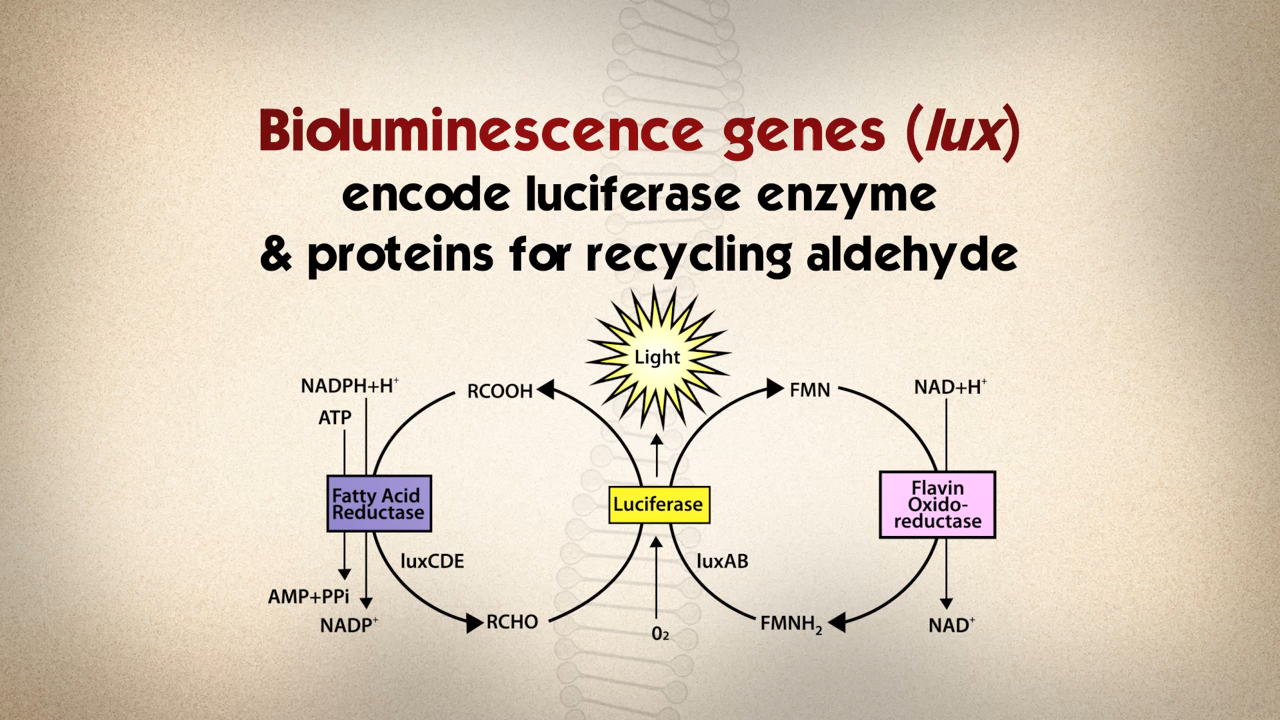 Bioluminescence genes (lux)
encode luciferase enzyme
& proteins for recycling aldehyde
Light
NADPH+H⁺
RCOOH
FMN
NAD+H⁺
ATP
Fatty Acid
Reductase
Luciferase
Flavin
Oxido-
reductase
luxCDE
luxAB
AMP+PPi
NADP⁺
RCHO
O₂
FMNH₂
NAD⁺